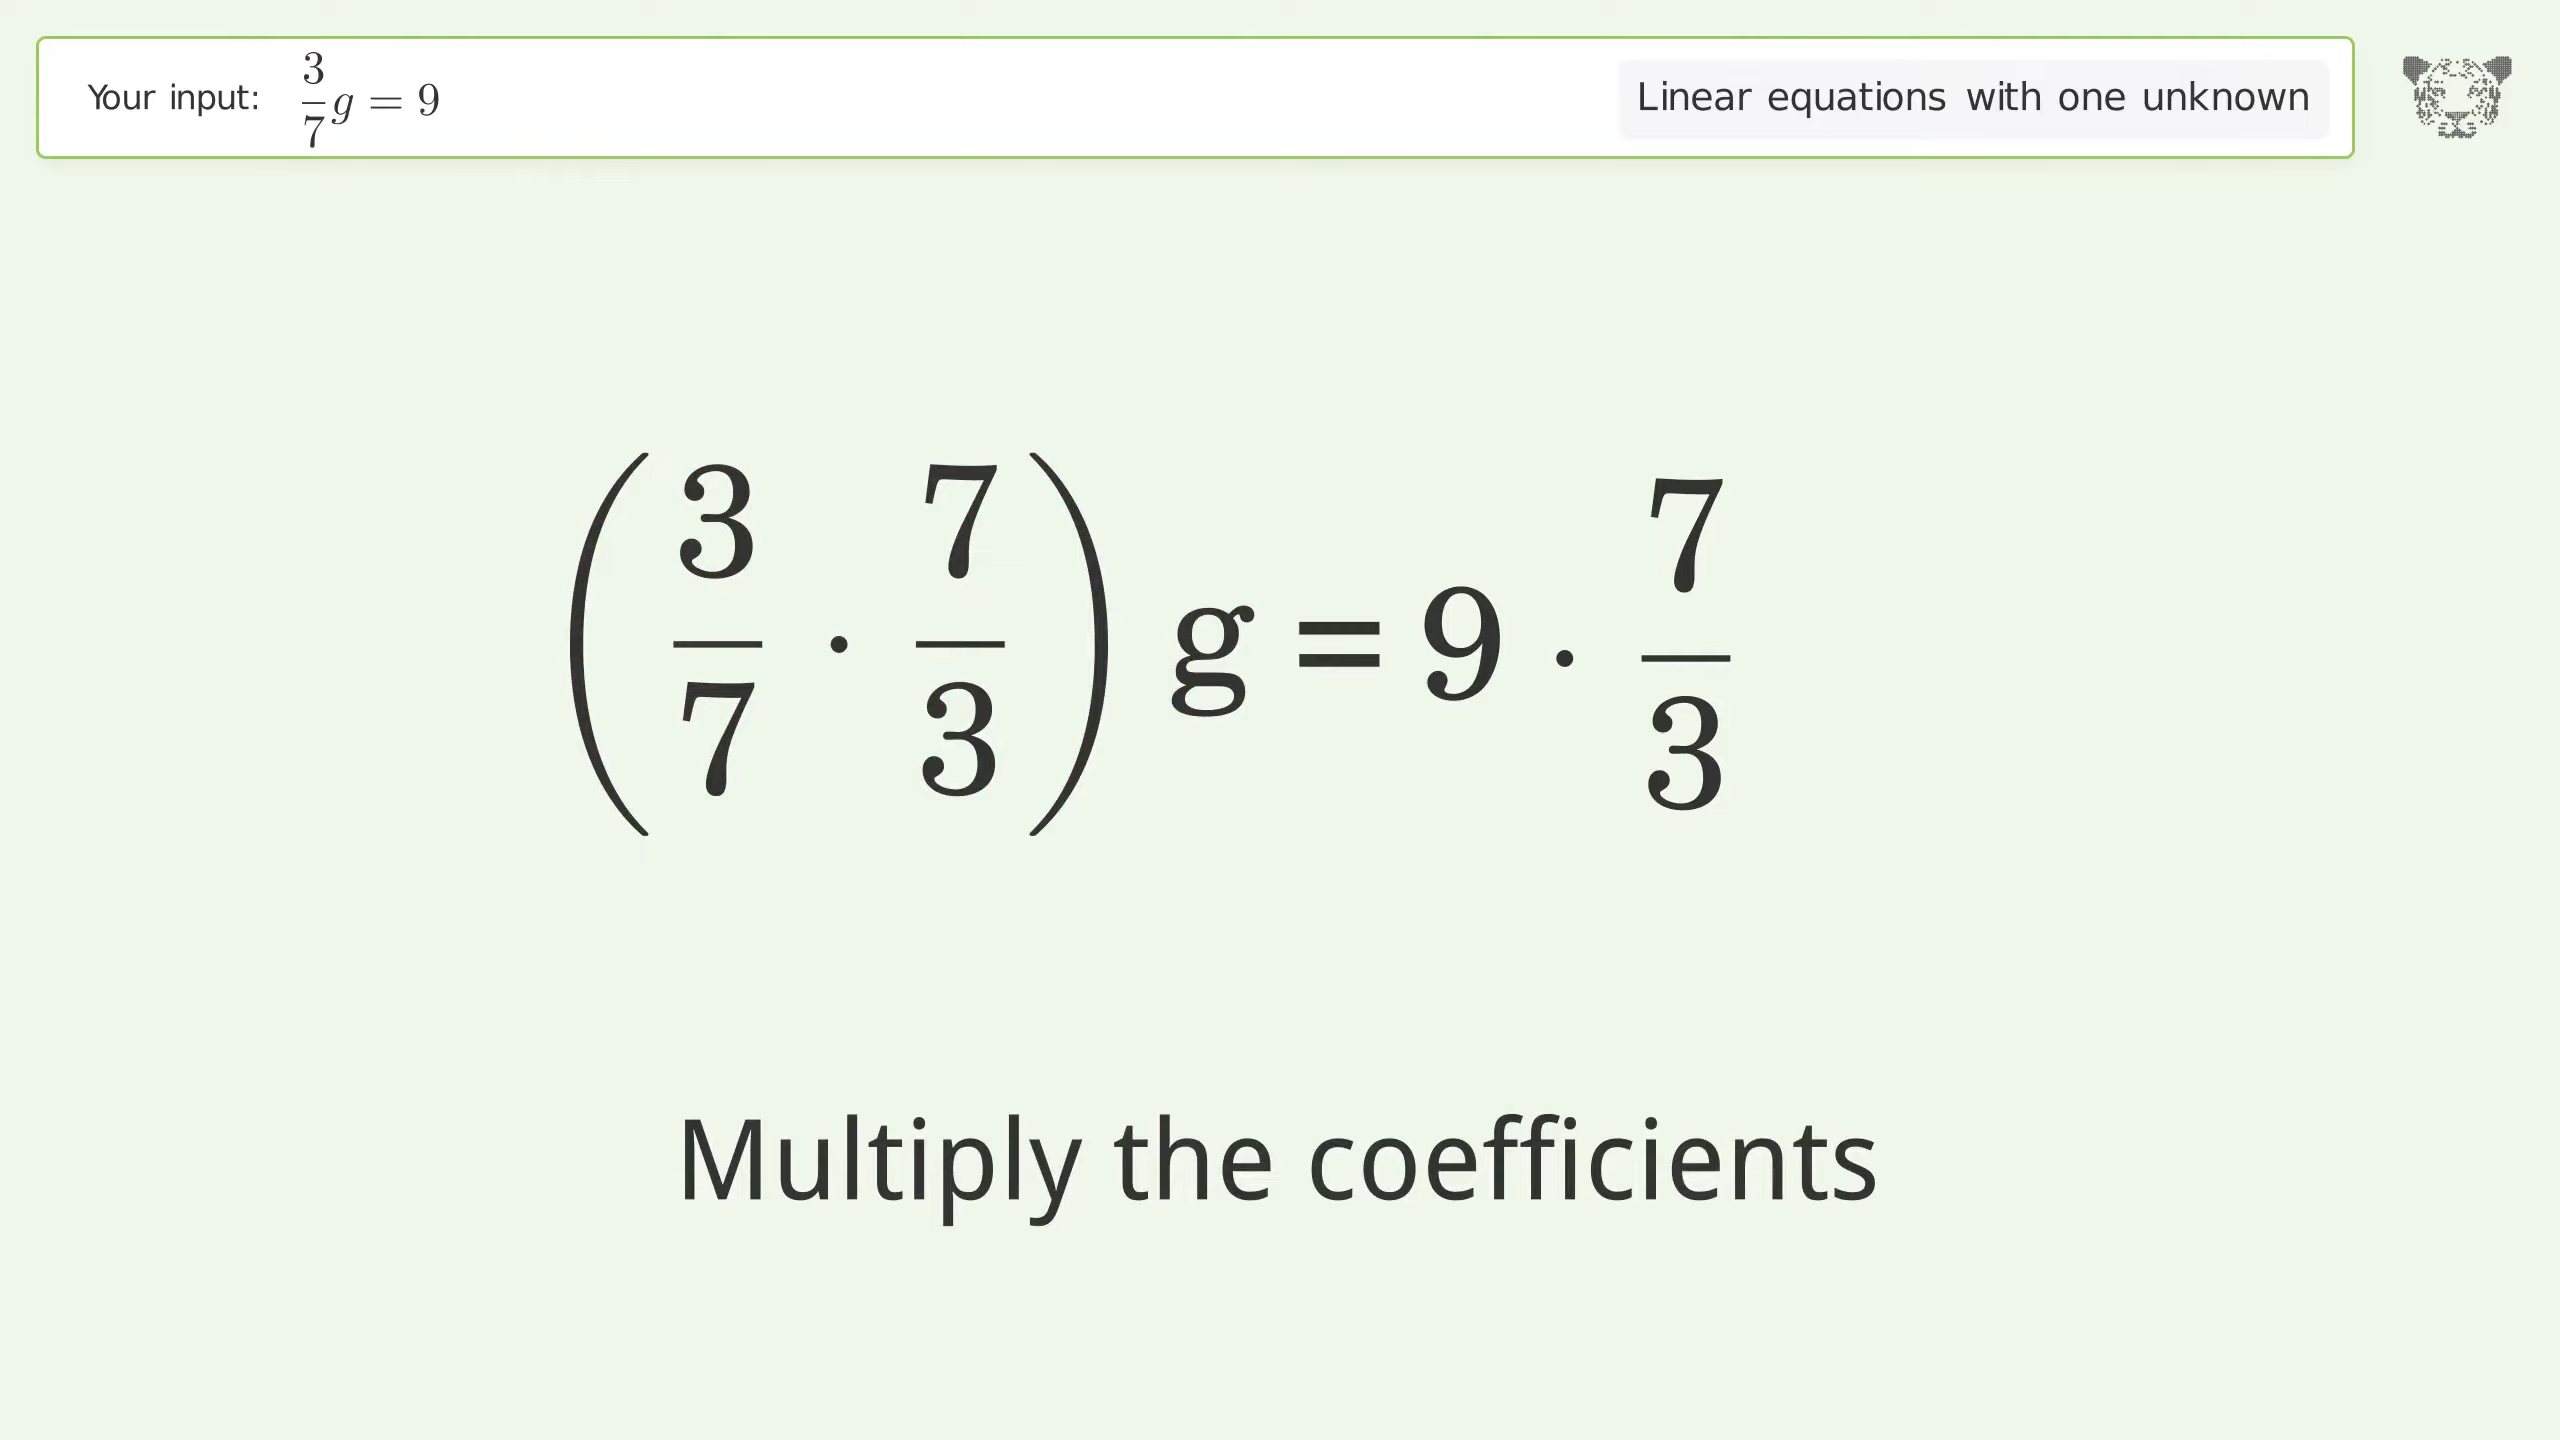 Your input: 3/7 g = 9
Linear equations with one unknown
(3/7 · 7/3) g = 9 · 7/3
Multiply the coefficients